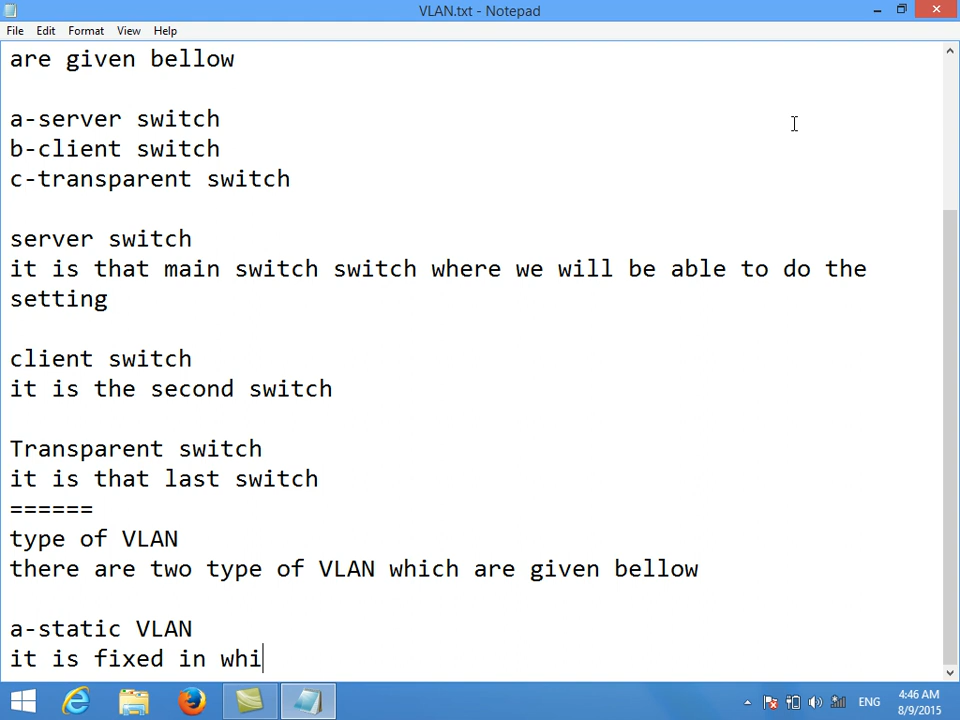 VLAN.txt - Notepad
File Edit Format View Help
are given bellow
a-server switch
b-client switch
c-transparent switch
server switch
it is that main switch switch where we will be able to do the
setting
client switch
it is the second switch
Transparent switch
it is that last switch
======
type of VLAN
there are two type of VLAN which are given bellow
a-static VLAN
it is fixed in whi
ENG
4:46 AM
8/9/2015